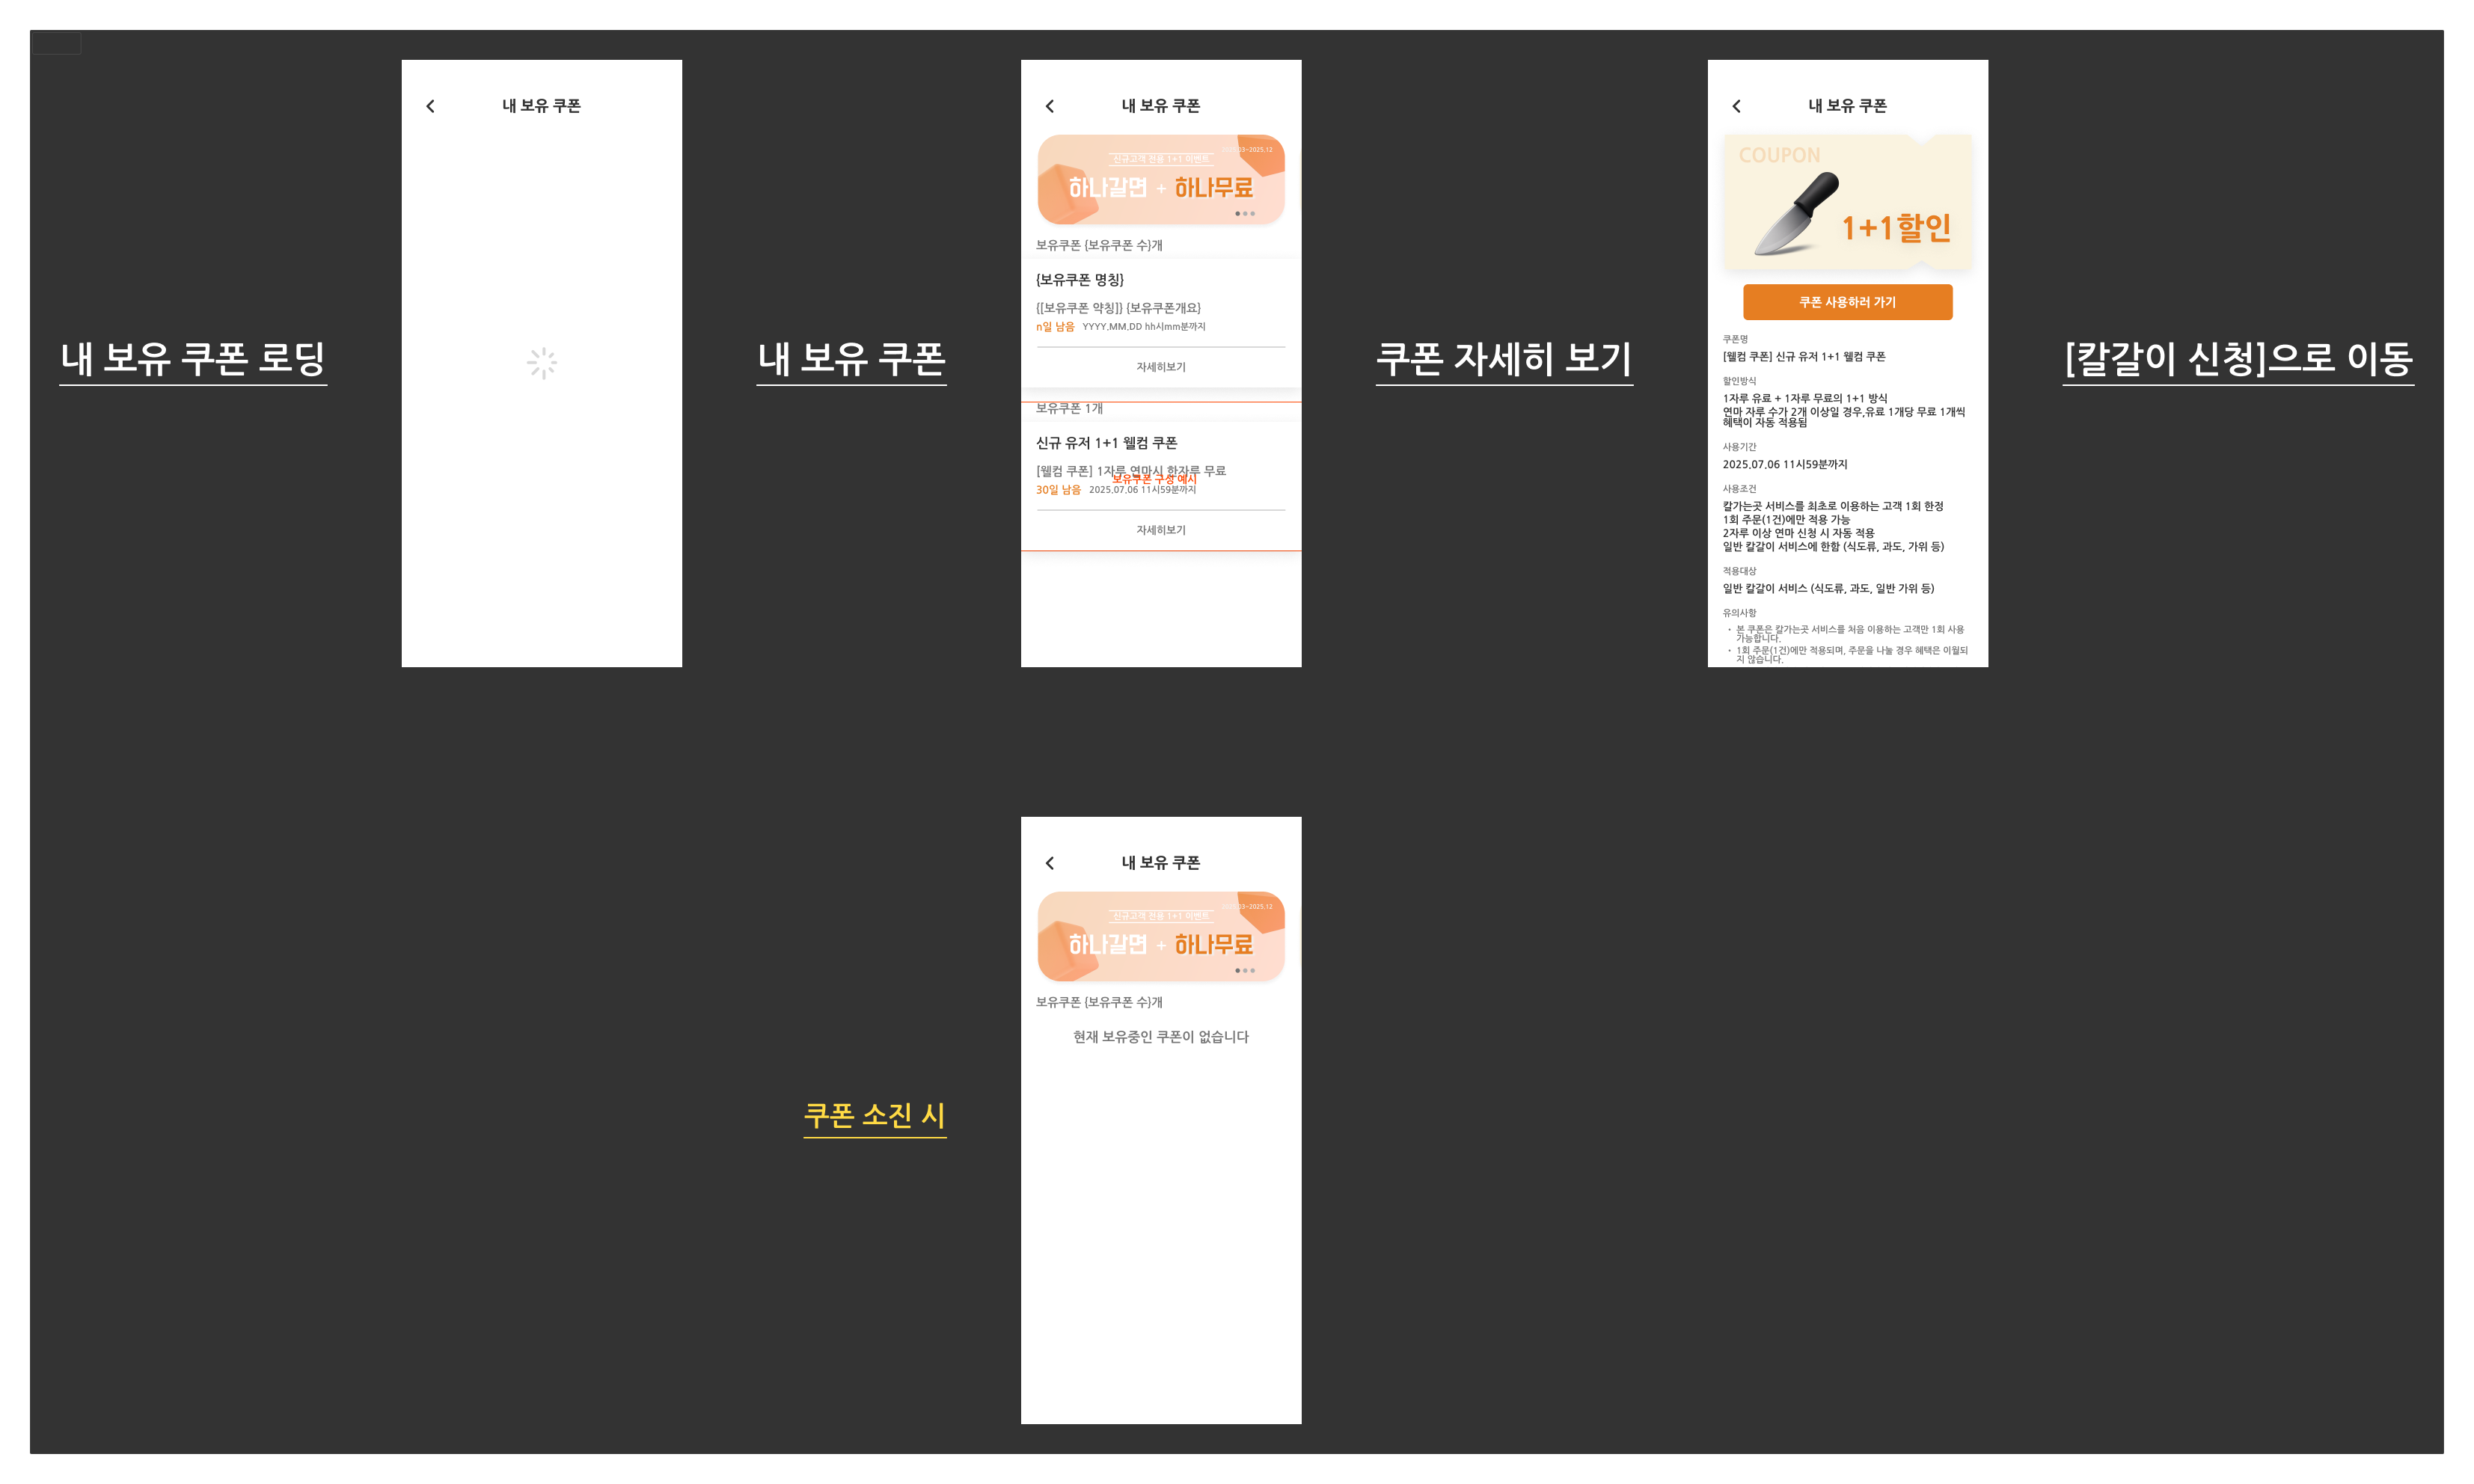 내 보유 쿠폰 로딩
내 보유 쿠폰
내 보유 쿠폰
내 보유 쿠폰
신규고객 전용 1+1 이벤트
하나갈면 + 하나무료
보유쿠폰 {보유쿠폰 수}개
{보유쿠폰 명칭}
{[보유쿠폰 약칭]} {보유쿠폰개요}
n일 남음 YYYY.MM.DD hh시mm분까지
자세히보기
보유쿠폰 1개
신규 유저 1+1 웰컴 쿠폰
[웰컴 쿠폰] 1자루 연마시 한자루 무료
보유쿠폰 구성 예시
30일 남음 2025.07.06 11시59분까지
자세히보기
쿠폰 자세히 보기
내 보유 쿠폰
COUPON
1+1할인
쿠폰 사용하러 가기
쿠폰명
[웰컴 쿠폰] 신규 유저 1+1 웰컴 쿠폰
할인방식
1자루 유료 + 1자루 무료의 1+1 방식
연마 자루 수가 2개 이상일 경우,유료 1개당 무료 1개씩
혜택이 자동 적용됨
사용기간
2025.07.06 11시59분까지
사용조건
칼가는곳 서비스를 최초로 이용하는 고객 1회 한정
1회 주문(1건)에만 적용 가능
2자루 이상 연마 신청 시 자동 적용
일반 칼갈이 서비스에 한함 (식도류, 과도, 가위 등)
적용대상
일반 칼갈이 서비스 (식도류, 과도, 일반 가위 등)
유의사항
• 본 쿠폰은 칼가는곳 서비스를 처음 이용하는 고객만 1회 사용
가능합니다.
• 1회 주문(1건)에만 적용되며, 주문을 나눌 경우 혜택은 이월되
지 않습니다.
[칼갈이 신청]으로 이동
쿠폰 소진 시
내 보유 쿠폰
신규고객 전용 1+1 이벤트
하나갈면 + 하나무료
보유쿠폰 {보유쿠폰 수}개
현재 보유중인 쿠폰이 없습니다